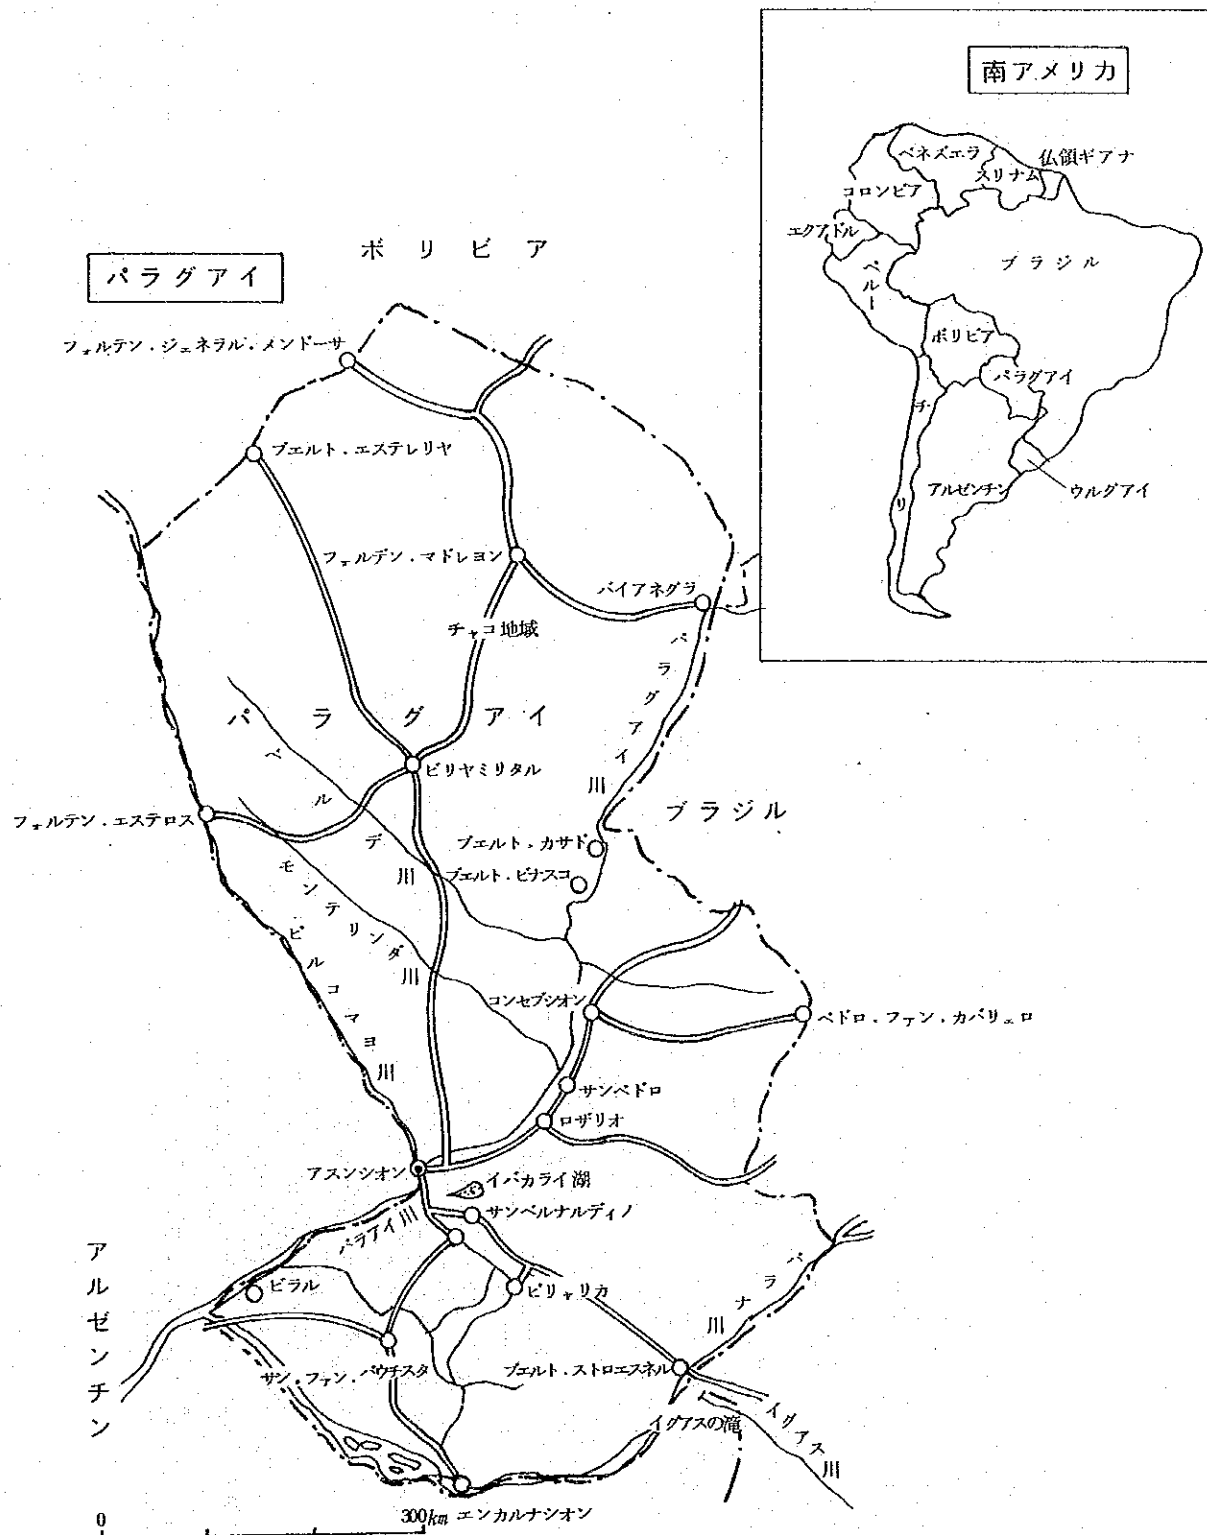 南アメリカ
ベネズエラ
仏領ギアナ
スリナム
コロンビア
エクアドル
ブラジル
ペルー
ボリビア
パラグアイ
チリ
アルゼンチン
ウルグアイ
ボリビア
パラグアイ
フォルテン・ジェネラル・メンドーサ
プエルト・エステレリヤ
フォルデン・マドレヨン
バイアネグラ
チャコ地域
パラグアイ川
パラグアイ
ベルデ川
ビリヤミリタル
フォルテン・エステロス
ブラジル
プエルト・カサド
プエルト・ピナスコ
モンテリンダ川
ピルコマヨ川
コンセプシオン
ペドロ・ファン・カバリェロ
サンペドロ
ロザリオ
アスンシオン
イパカライ湖
サンベルナルディノ
パラアイ川
アルゼンチン
ピラル
ビリャリカ
パラナ川
サン・ファン・バウチスタ
プエルト・ストロエスネル
イグアスの滝
イグアス川
エンカルナシオン
0
300km